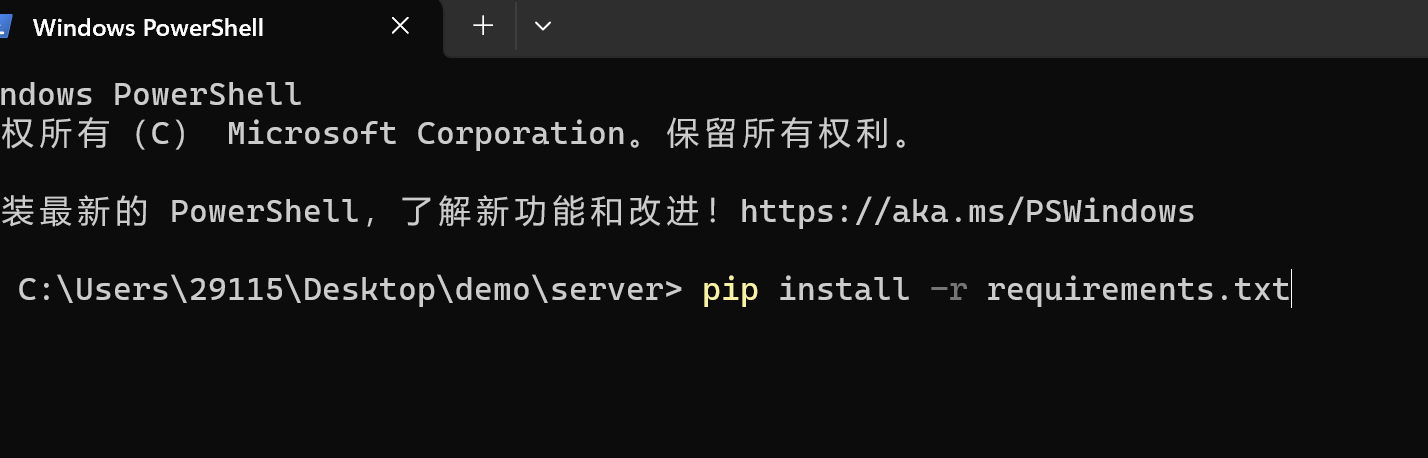 Windows PowerShell
ndows PowerShell
权所有（C） Microsoft Corporation。保留所有权利。
装最新的 PowerShell，了解新功能和改进！https://aka.ms/PSWindows
C:\Users\29115\Desktop\demo\server> pip install -r requirements.txt